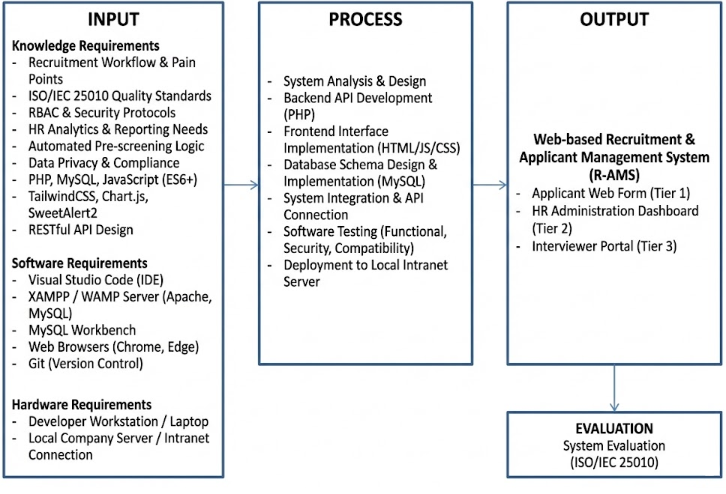 INPUT
Knowledge Requirements
- Recruitment Workflow & Pain
Points
- ISO/IEC 25010 Quality Standards
- RBAC & Security Protocols
- HR Analytics & Reporting Needs
- Automated Pre-screening Logic
- Data Privacy & Compliance
- PHP, MySQL, JavaScript (ES6+)
- TailwindCSS, Chart.js,
SweetAlert2
- RESTful API Design
Software Requirements
- Visual Studio Code (IDE)
- XAMPP / WAMP Server (Apache,
MySQL)
- MySQL Workbench
- Web Browsers (Chrome, Edge)
- Git (Version Control)
Hardware Requirements
- Developer Workstation / Laptop
- Local Company Server / Intranet
Connection
PROCESS
- System Analysis & Design
- Backend API Development
(PHP)
- Frontend Interface
Implementation (HTML/JS/CSS)
- Database Schema Design &
Implementation (MySQL)
- System Integration & API
Connection
- Software Testing (Functional,
Security, Compatibility)
- Deployment to Local Intranet
Server
OUTPUT
Web-based Recruitment &
Applicant Management System
(R-AMS)
- Applicant Web Form (Tier 1)
- HR Administration Dashboard
(Tier 2)
- Interviewer Portal (Tier 3)
EVALUATION
System Evaluation
(ISO/IEC 25010)